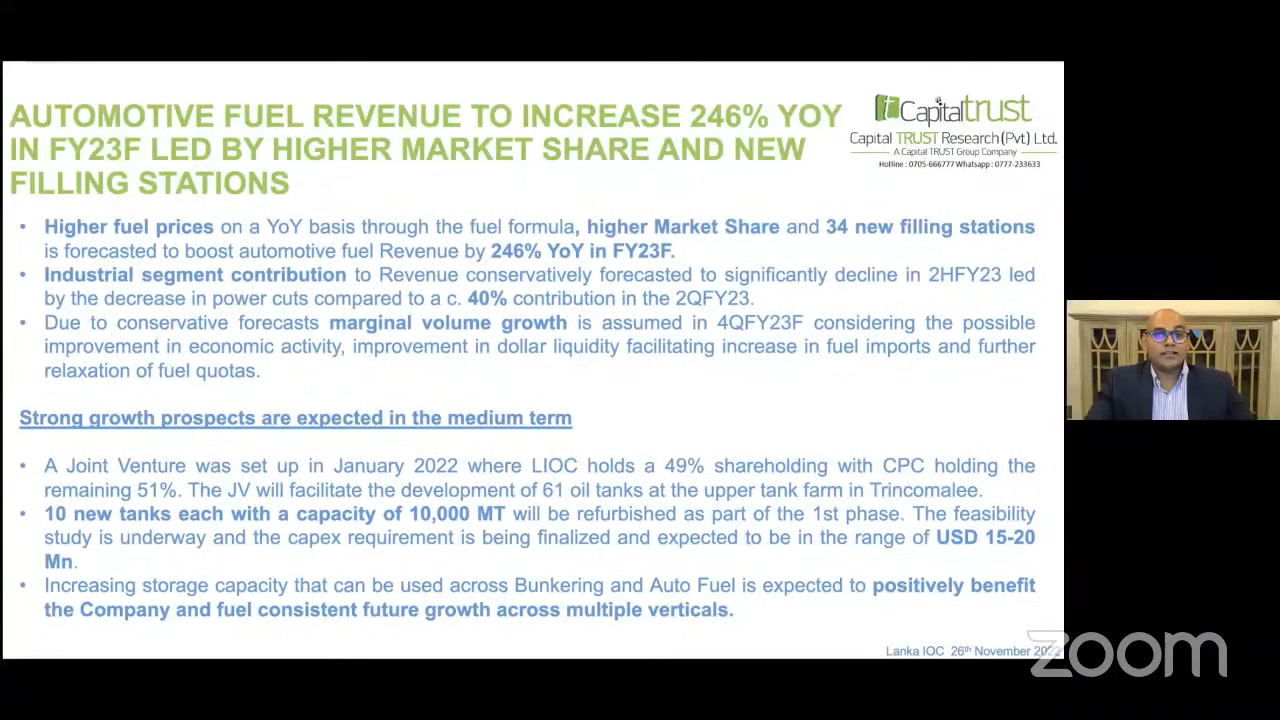 AUTOMOTIVE FUEL REVENUE TO INCREASE 246% YOY
IN FY23F LED BY HIGHER MARKET SHARE AND NEW
FILLING STATIONS
Capitaltrust
Capital TRUST Research(Pvt) Ltd.
A Capital TRUST Group Company
Hotline : 0705-666777 Whatsapp : 0777-233633
• Higher fuel prices on a YoY basis through the fuel formula, higher Market Share and 34 new filling stations
is forecasted to boost automotive fuel Revenue by 246% YoY in FY23F.
• Industrial segment contribution to Revenue conservatively forecasted to significantly decline in 2HFY23 led
by the decrease in power cuts compared to a c. 40% contribution in the 2QFY23.
• Due to conservative forecasts marginal volume growth is assumed in 4QFY23F considering the possible
improvement in economic activity, improvement in dollar liquidity facilitating increase in fuel imports and further
relaxation of fuel quotas.
Strong growth prospects are expected in the medium term
• A Joint Venture was set up in January 2022 where LIOC holds a 49% shareholding with CPC holding the
remaining 51%. The JV will facilitate the development of 61 oil tanks at the upper tank farm in Trincomalee.
• 10 new tanks each with a capacity of 10,000 MT will be refurbished as part of the 1st phase. The feasibility
study is underway and the capex requirement is being finalized and expected to be in the range of USD 15-20
Mn.
• Increasing storage capacity that can be used across Bunkering and Auto Fuel is expected to positively benefit
the Company and fuel consistent future growth across multiple verticals.
Lanka IOC 26th November 2022
zoom